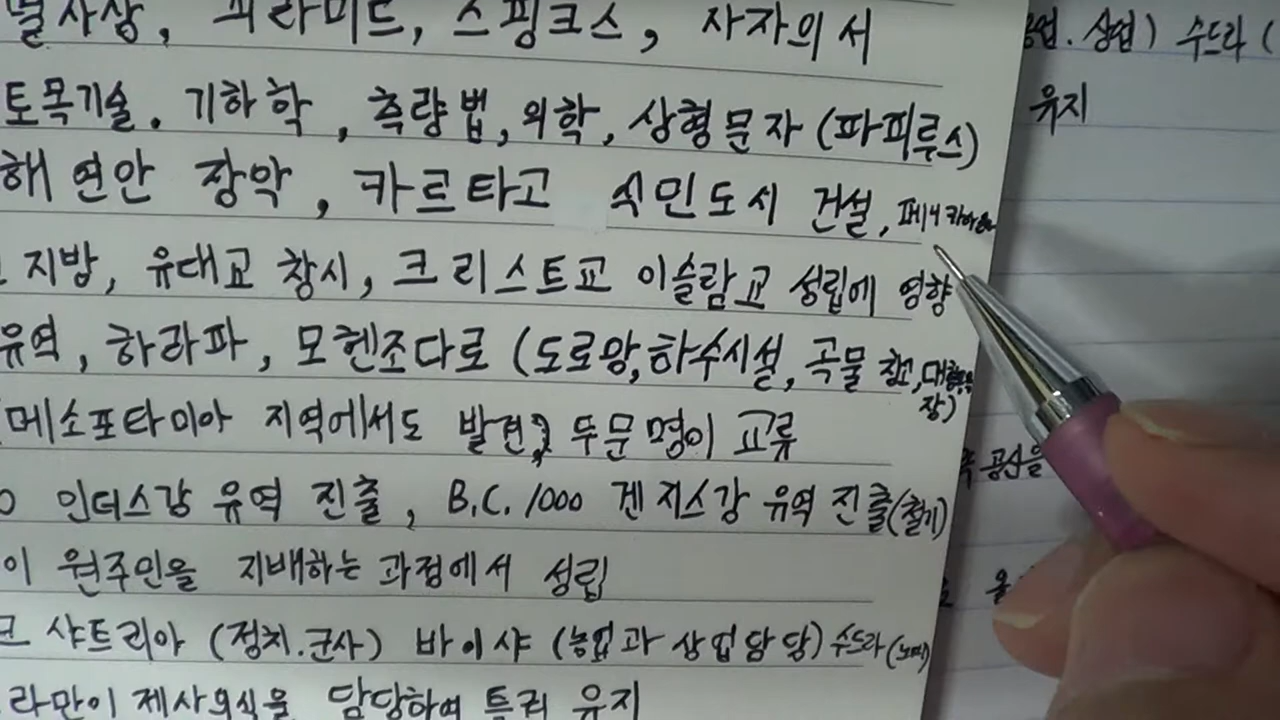 피라미드, 스핑크스, 사자의 서
토목기술. 기하학, 측량법, 의학, 상형문자 (파피루스)
해 연안 장악, 카르타고 식민도시 건설,
지방, 유대교 창시, 크리스트교 이슬람교 성립에 영향
유역, 하라파, 모헨조다로 (도로망, 하수시설, 곡물 창고,
장)
메소포타미아 지역에서도 발견, 두 문명이 교류
인더스강 유역 진출, B.C. 1000 겐지스강 유역 진출(철기)
이 원주민을 지배하는 과정에서 성립
크샤트리아 (정치.군사) 바이샤 (농업과 상업담당) 수드라 (노예)
라만이 제사의식을 담당하여 특권 유지
상업) 수드라 (
유지